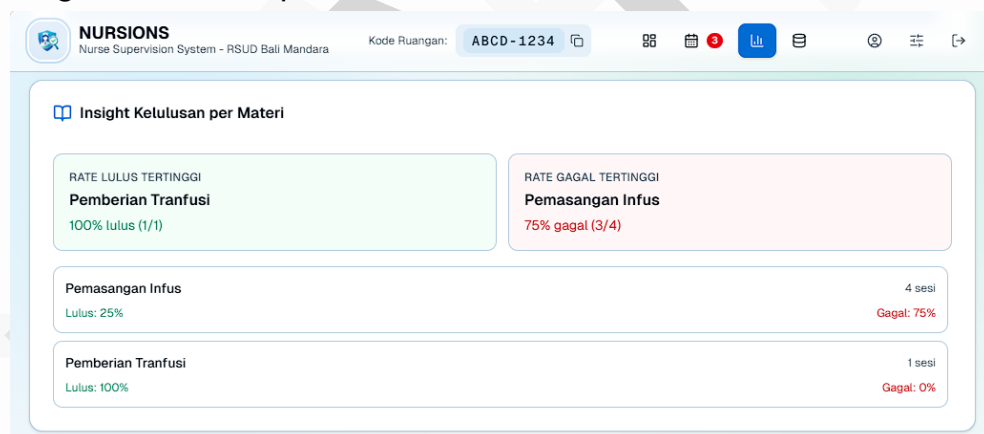 NURSIONS
Nurse Supervision System - RSUD Bali Mandara
Kode Ruangan: ABCD-1234
3
Insight Kelulusan per Materi
RATE LULUS TERTINGGI
Pemberian Tranfusi
100% lulus (1/1)
RATE GAGAL TERTINGGI
Pemasangan Infus
75% gagal (3/4)
Pemasangan Infus
4 sesi
Lulus: 25%
Gagal: 75%
Pemberian Tranfusi
1 sesi
Lulus: 100%
Gagal: 0%